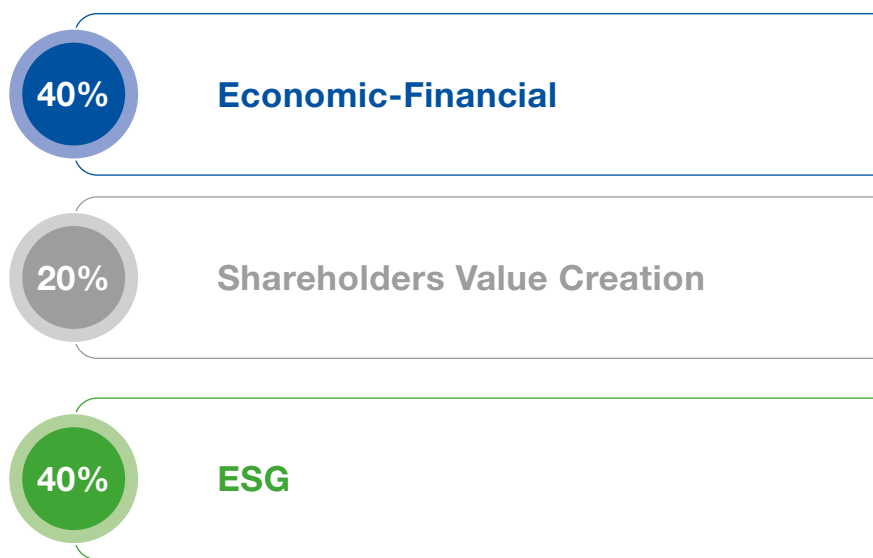 40%
Economic-Financial
20%
Shareholders Value Creation
40%
ESG